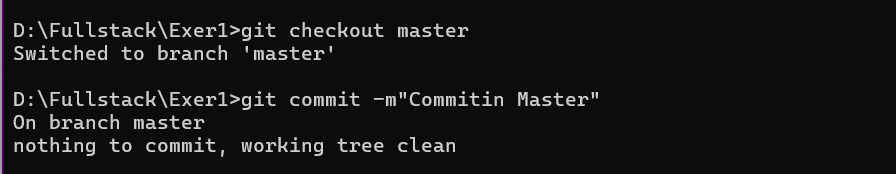 D:\Fullstack\Exer1>git checkout master
Switched to branch 'master'
D:\Fullstack\Exer1>git commit -m"Commitin Master"
On branch master
nothing to commit, working tree clean